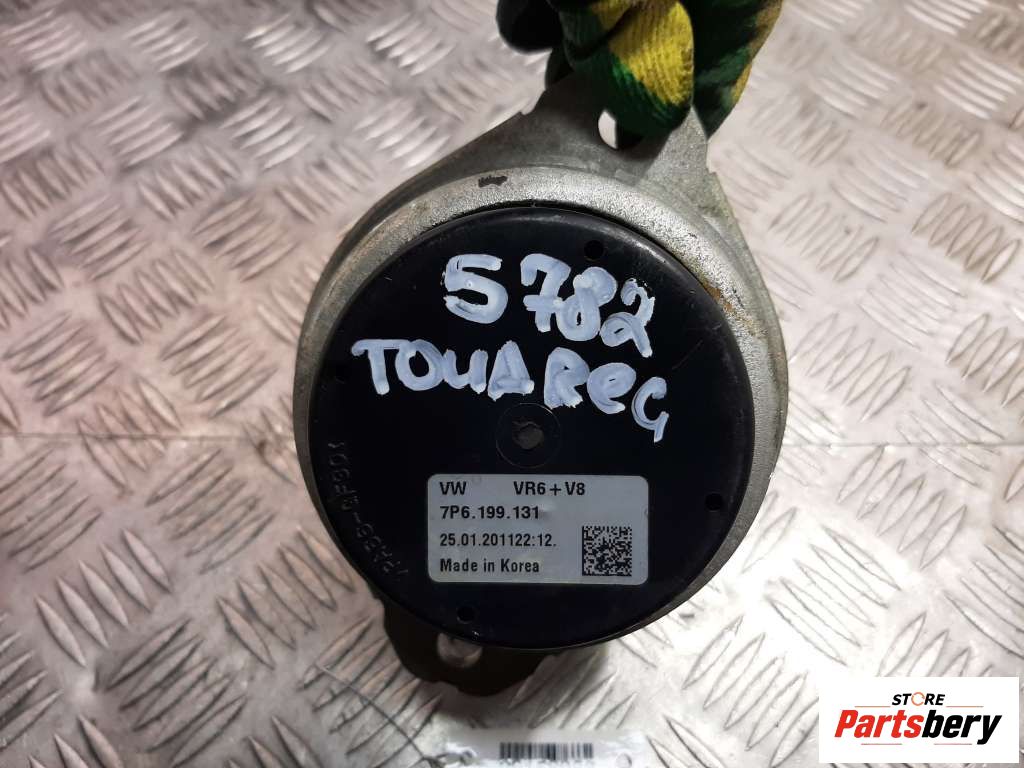 5782
TOUAReG
VW VR6+V8
7P6.199.131
25.01.201122:12.
Made in Korea
STORE
Partsbery